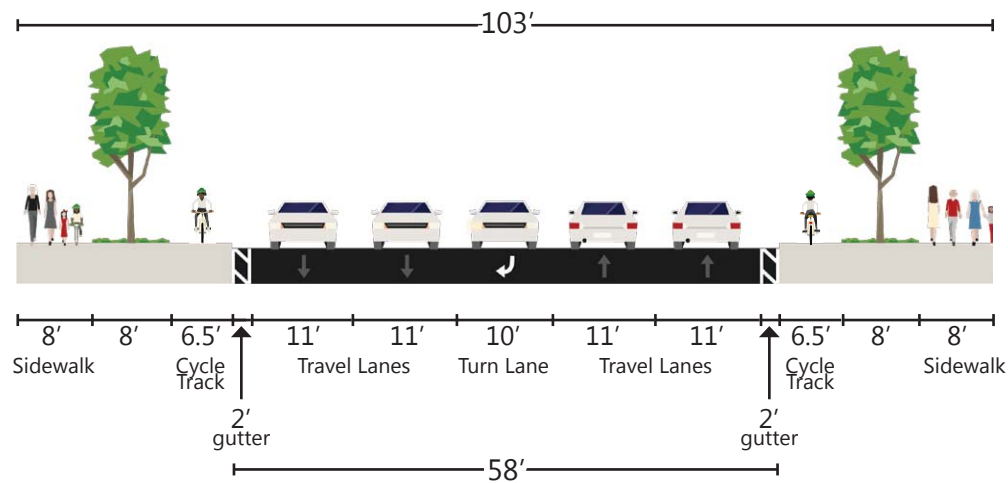 103’
8’ 8’ 6.5’ 11’ 11’ 10’ 11’ 11’ 6.5’ 8’ 8’
Sidewalk Cycle Travel Lanes Turn Lane Travel Lanes Cycle Sidewalk
Track Track
2’ 2’
gutter gutter
58’